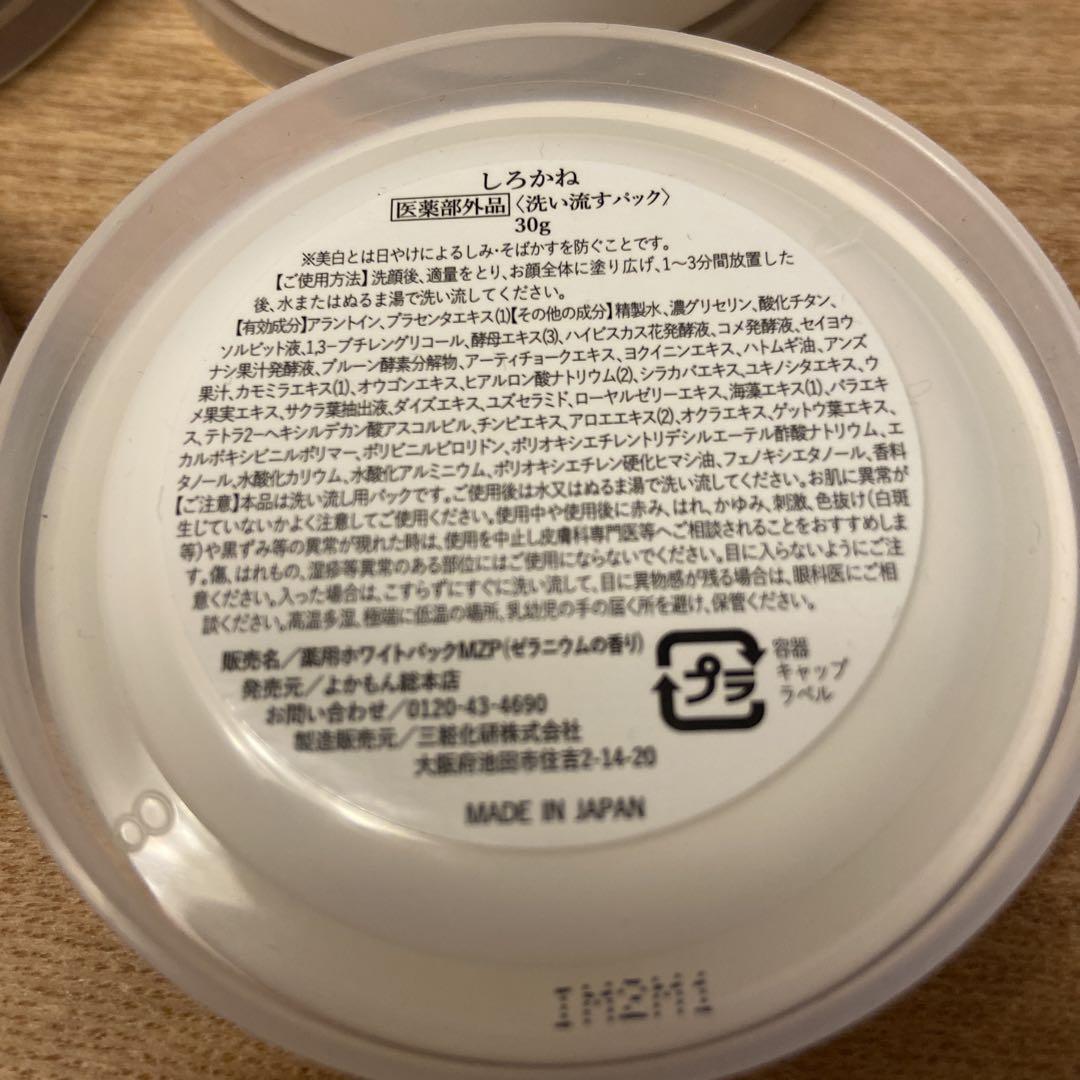 しろかね
医薬部外品〈洗い流すパック〉
30g
※美白とは日やけによるしみ・そばかすを防ぐことです。
【ご使用方法】洗顔後、適量をとり、お顔全体に塗り広げ、1〜3分間放置した
後、水またはぬるま湯で洗い流してください。
【有効成分】アラントイン、プラセンタエキス(1)【その他の成分】精製水、濃グリセリン、酸化チタン、
ソルビット液、1,3-ブチレングリコール、酵母エキス(3)、ハイビスカス花発酵液、コメ発酵液、セイヨウ
ナシ果汁発酵液、プルーン酵素分解物、アーティチョークエキス、ヨクイニンエキス、ハトムギ油、アンズ
果汁、カモミラエキス(1)、オウゴンエキス、ヒアルロン酸ナトリウム(2)、シラカバエキス、ユキノシタエキス、ウ
メ果実エキス、サクラ葉抽出液、ダイズエキス、ユズセラミド、ローヤルゼリーエキス、海藻エキス(1)、バラエキ
ス、テトラ2-ヘキシルデカン酸アスコルビル、チンピエキス、アロエエキス(2)、オクラエキス、ゲットウ葉エキス、
カルボキシビニルポリマー、ポリビニルピロリドン、ポリオキシエチレントリデシルエーテル酢酸ナトリウム、エ
タノール、水酸化カリウム、水酸化アルミニウム、ポリオキシエチレン硬化ヒマシ油、フェノキシエタノール、香料
【ご注意】本品は洗い流し用パックです。ご使用後は水又はぬるま湯で洗い流してください。お肌に異常が
生じていないかよく注意してご使用ください。使用中や使用後に赤み、はれ、かゆみ、刺激、色抜け(白斑
等)や黒ずみ等の異常が現れた時は、使用を中止し皮膚科専門医等へご相談されることをおすすめしま
す。傷、はれもの、湿疹等異常のある部位にはご使用にならないでください。目に入らないようにご注
意ください。入った場合は、こすらずにすぐに洗い流して、目に異物感が残る場合は、眼科医にご相
談ください。高温多湿、極端に低温の場所、乳幼児の手の届く所を避け、保管ください。
販売名/薬用ホワイトパックMZP(ゼラニウムの香り)
発売元/よかもん総本店
お問い合わせ/0120-43-4690
製造販売元/三粧化研株式会社
大阪府池田市住吉2-14-20
MADE IN JAPAN
プラ
容器
キャップ
ラベル
8
1M2M1